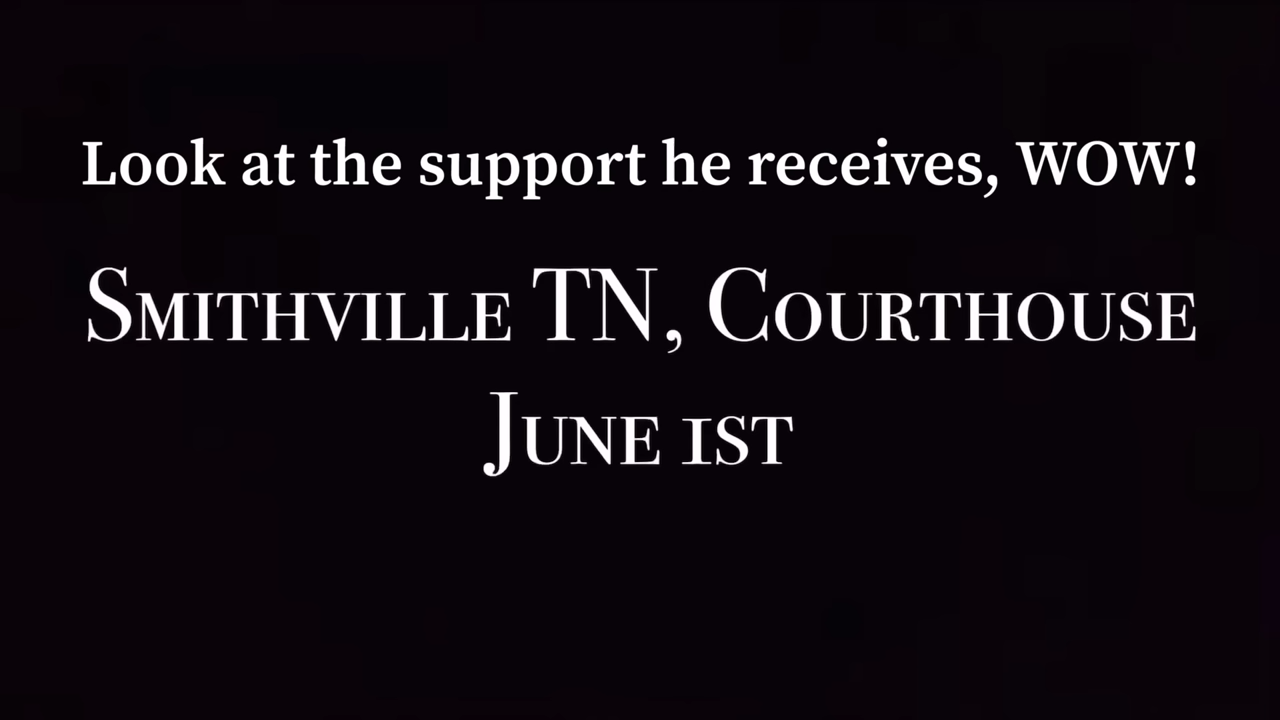 Look at the support he receives, WOW!
Smithville TN, Courthouse
June 1st